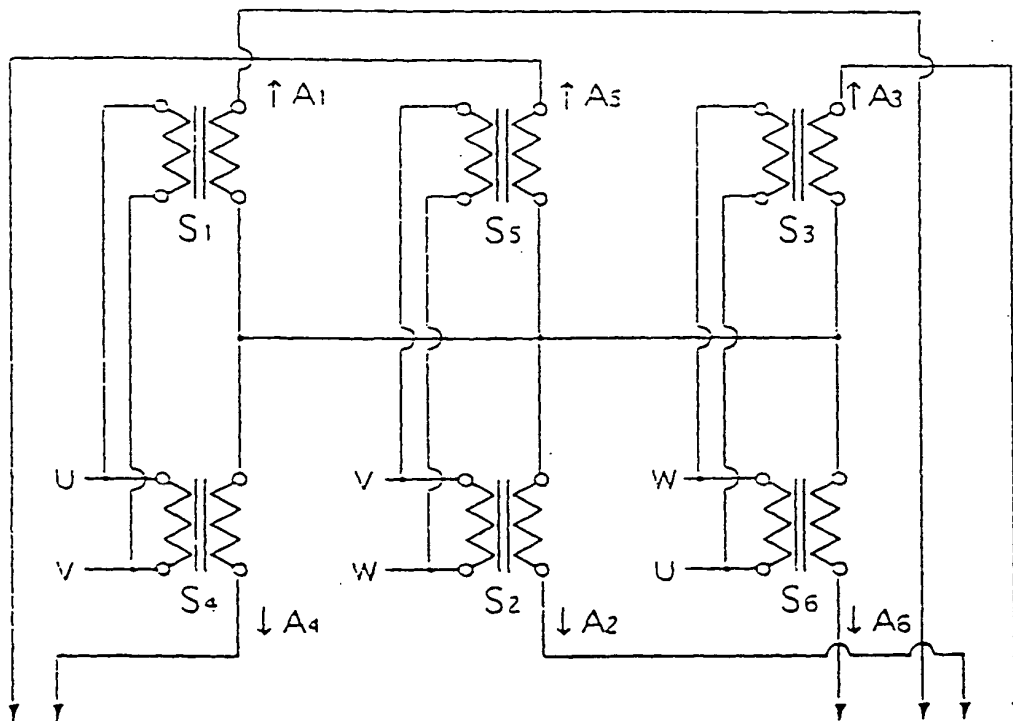 ↑ A1 ↑ A5 ↑ A3
S1 S5 S3
U V W
V W U
S4 S2 S6
↓ A4 ↓ A2 ↓ A6